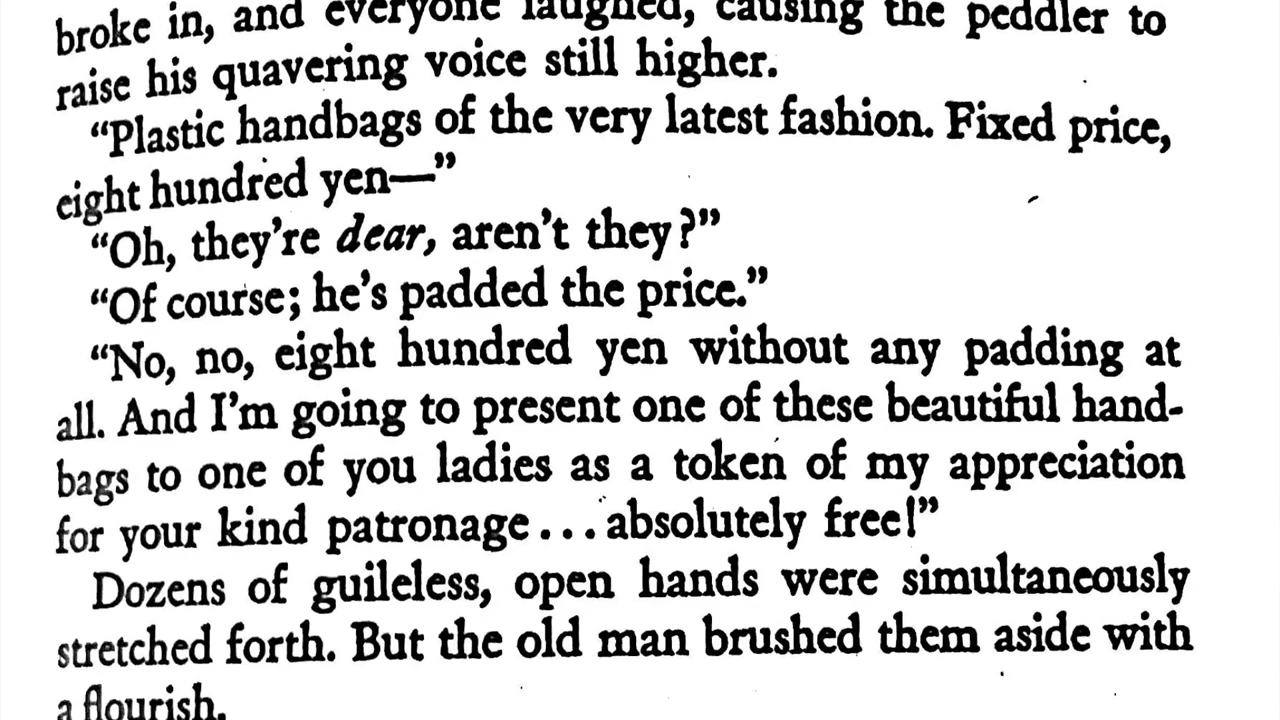 broke in, and everyone laughed, causing the peddler to
raise his quavering voice still higher.
“Plastic handbags of the very latest fashion. Fixed price,
eight hundred yen—”
“Oh, they’re dear, aren’t they?”
“Of course; he’s padded the price.”
“No, no, eight hundred yen without any padding at
all. And I’m going to present one of these beautiful hand-
bags to one of you ladies as a token of my appreciation
for your kind patronage . . . absolutely free!”
Dozens of guileless, open hands were simultaneously
stretched forth. But the old man brushed them aside with
a flourish.